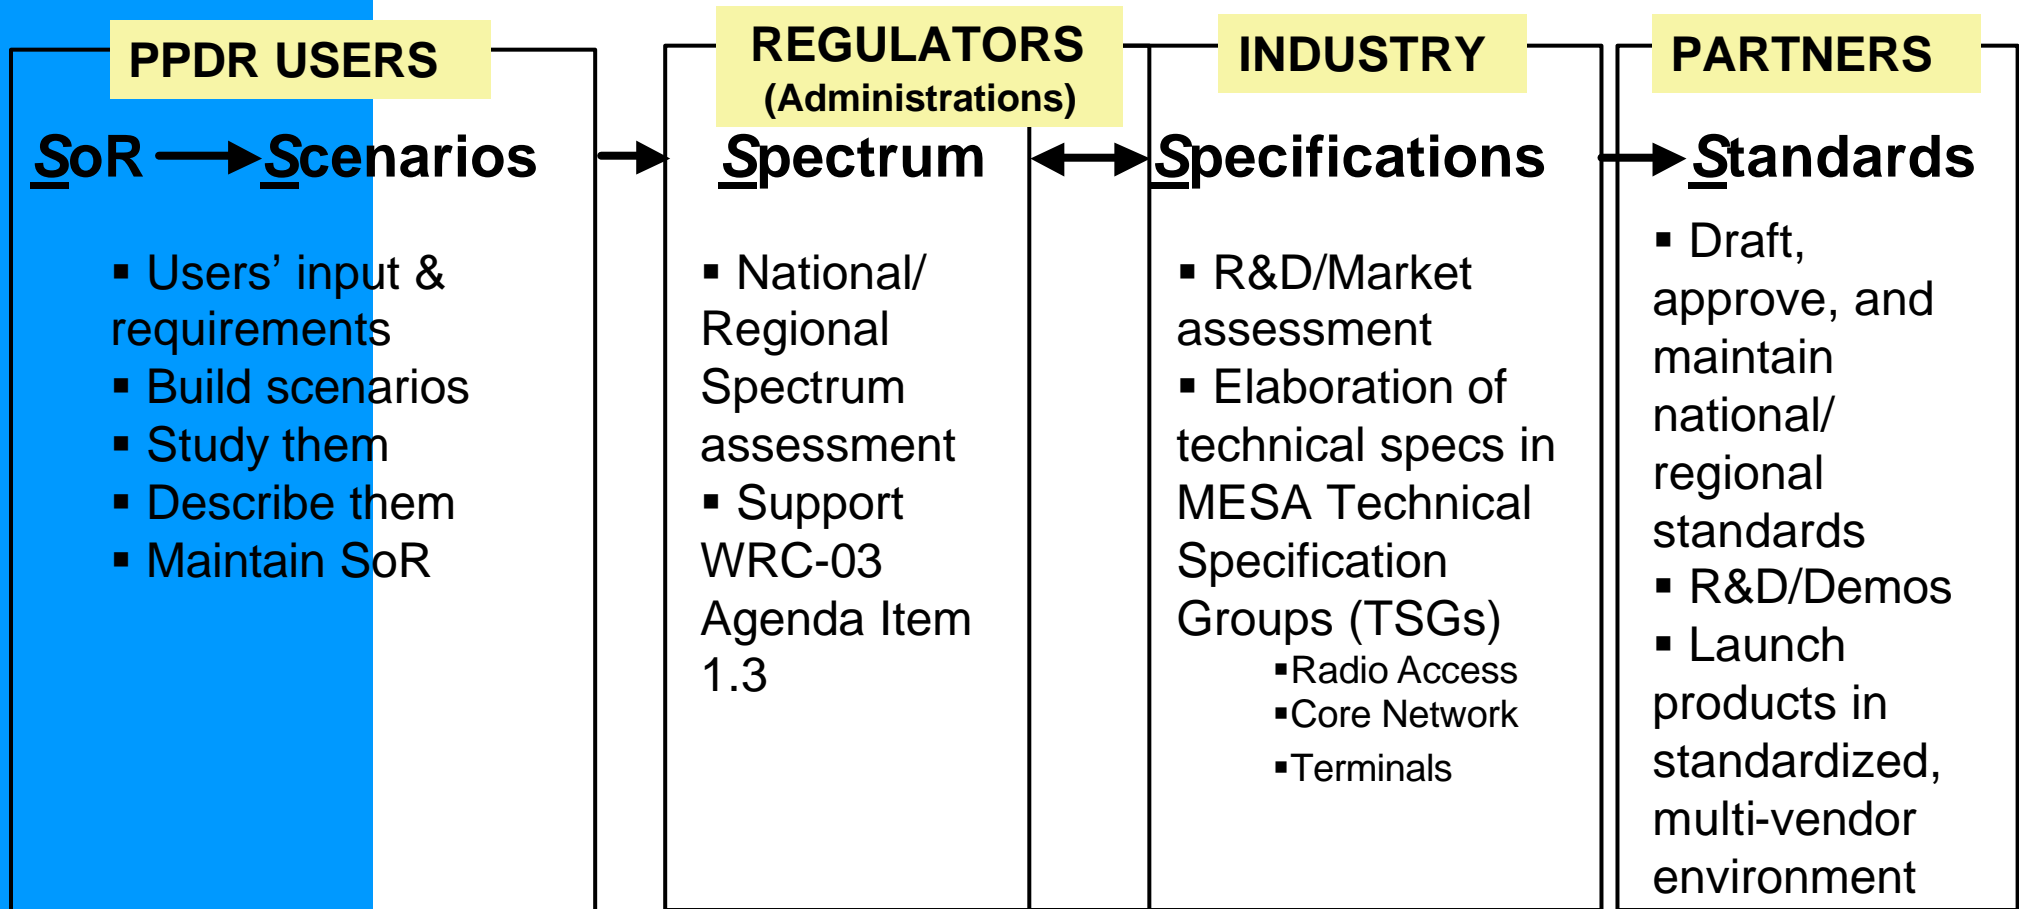 PPDR USERS
SoR
Scenarios
▪ Users’ input &
requirements
▪ Build scenarios
▪ Study them
▪ Describe them
▪ Maintain SoR
REGULATORS
(Administrations)
Spectrum
▪ National/
Regional
Spectrum
assessment
▪ Support
WRC-03
Agenda Item
1.3
INDUSTRY
Specifications
▪ R&D/Market
assessment
▪ Elaboration of
technical specs in
MESA Technical
Specification
Groups (TSGs)
▪Radio Access
▪Core Network
▪Terminals
PARTNERS
Standards
▪ Draft,
approve, and
maintain
national/
regional
standards
▪ R&D/Demos
▪ Launch
products in
standardized,
multi-vendor
environment